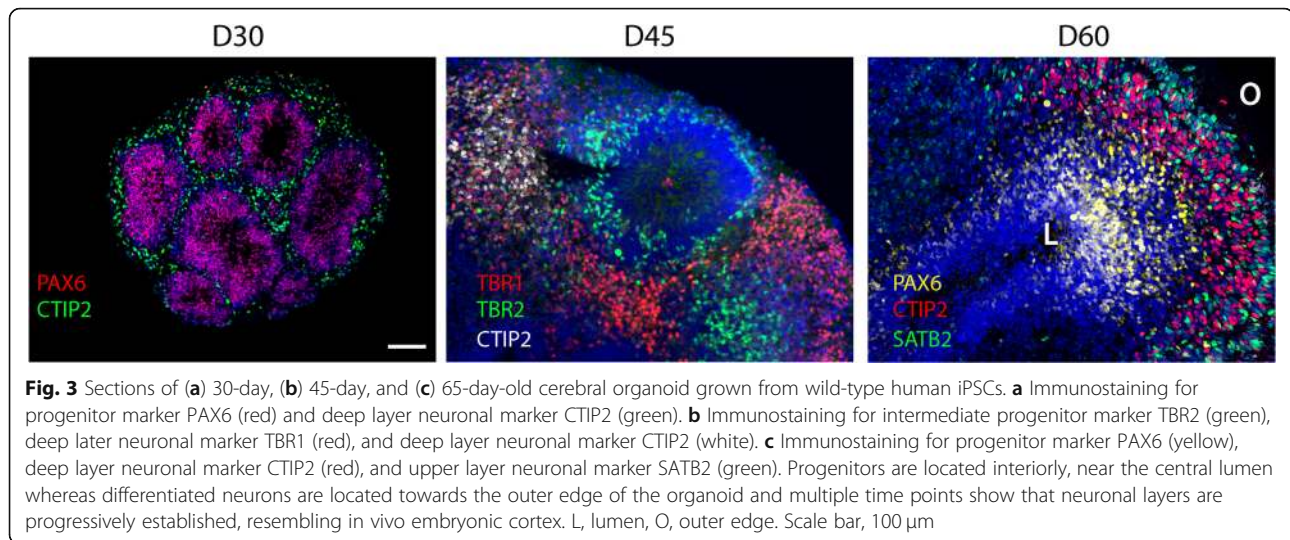 D30
D45
D60
PAX6
CTIP2
TBR1
TBR2
CTIP2
O
L
PAX6
CTIP2
SATB2
Fig. 3 Sections of (a) 30-day, (b) 45-day, and (c) 65-day-old cerebral organoid grown from wild-type human iPSCs. a Immunostaining for
progenitor marker PAX6 (red) and deep layer neuronal marker CTIP2 (green). b Immunostaining for intermediate progenitor marker TBR2 (green),
deep later neuronal marker TBR1 (red), and deep layer neuronal marker CTIP2 (white). c Immunostaining for progenitor marker PAX6 (yellow),
deep layer neuronal marker CTIP2 (red), and upper layer neuronal marker SATB2 (green). Progenitors are located interiorly, near the central lumen
whereas differentiated neurons are located towards the outer edge of the organoid and multiple time points show that neuronal layers are
progressively established, resembling in vivo embryonic cortex. L, lumen, O, outer edge. Scale bar, 100 μm